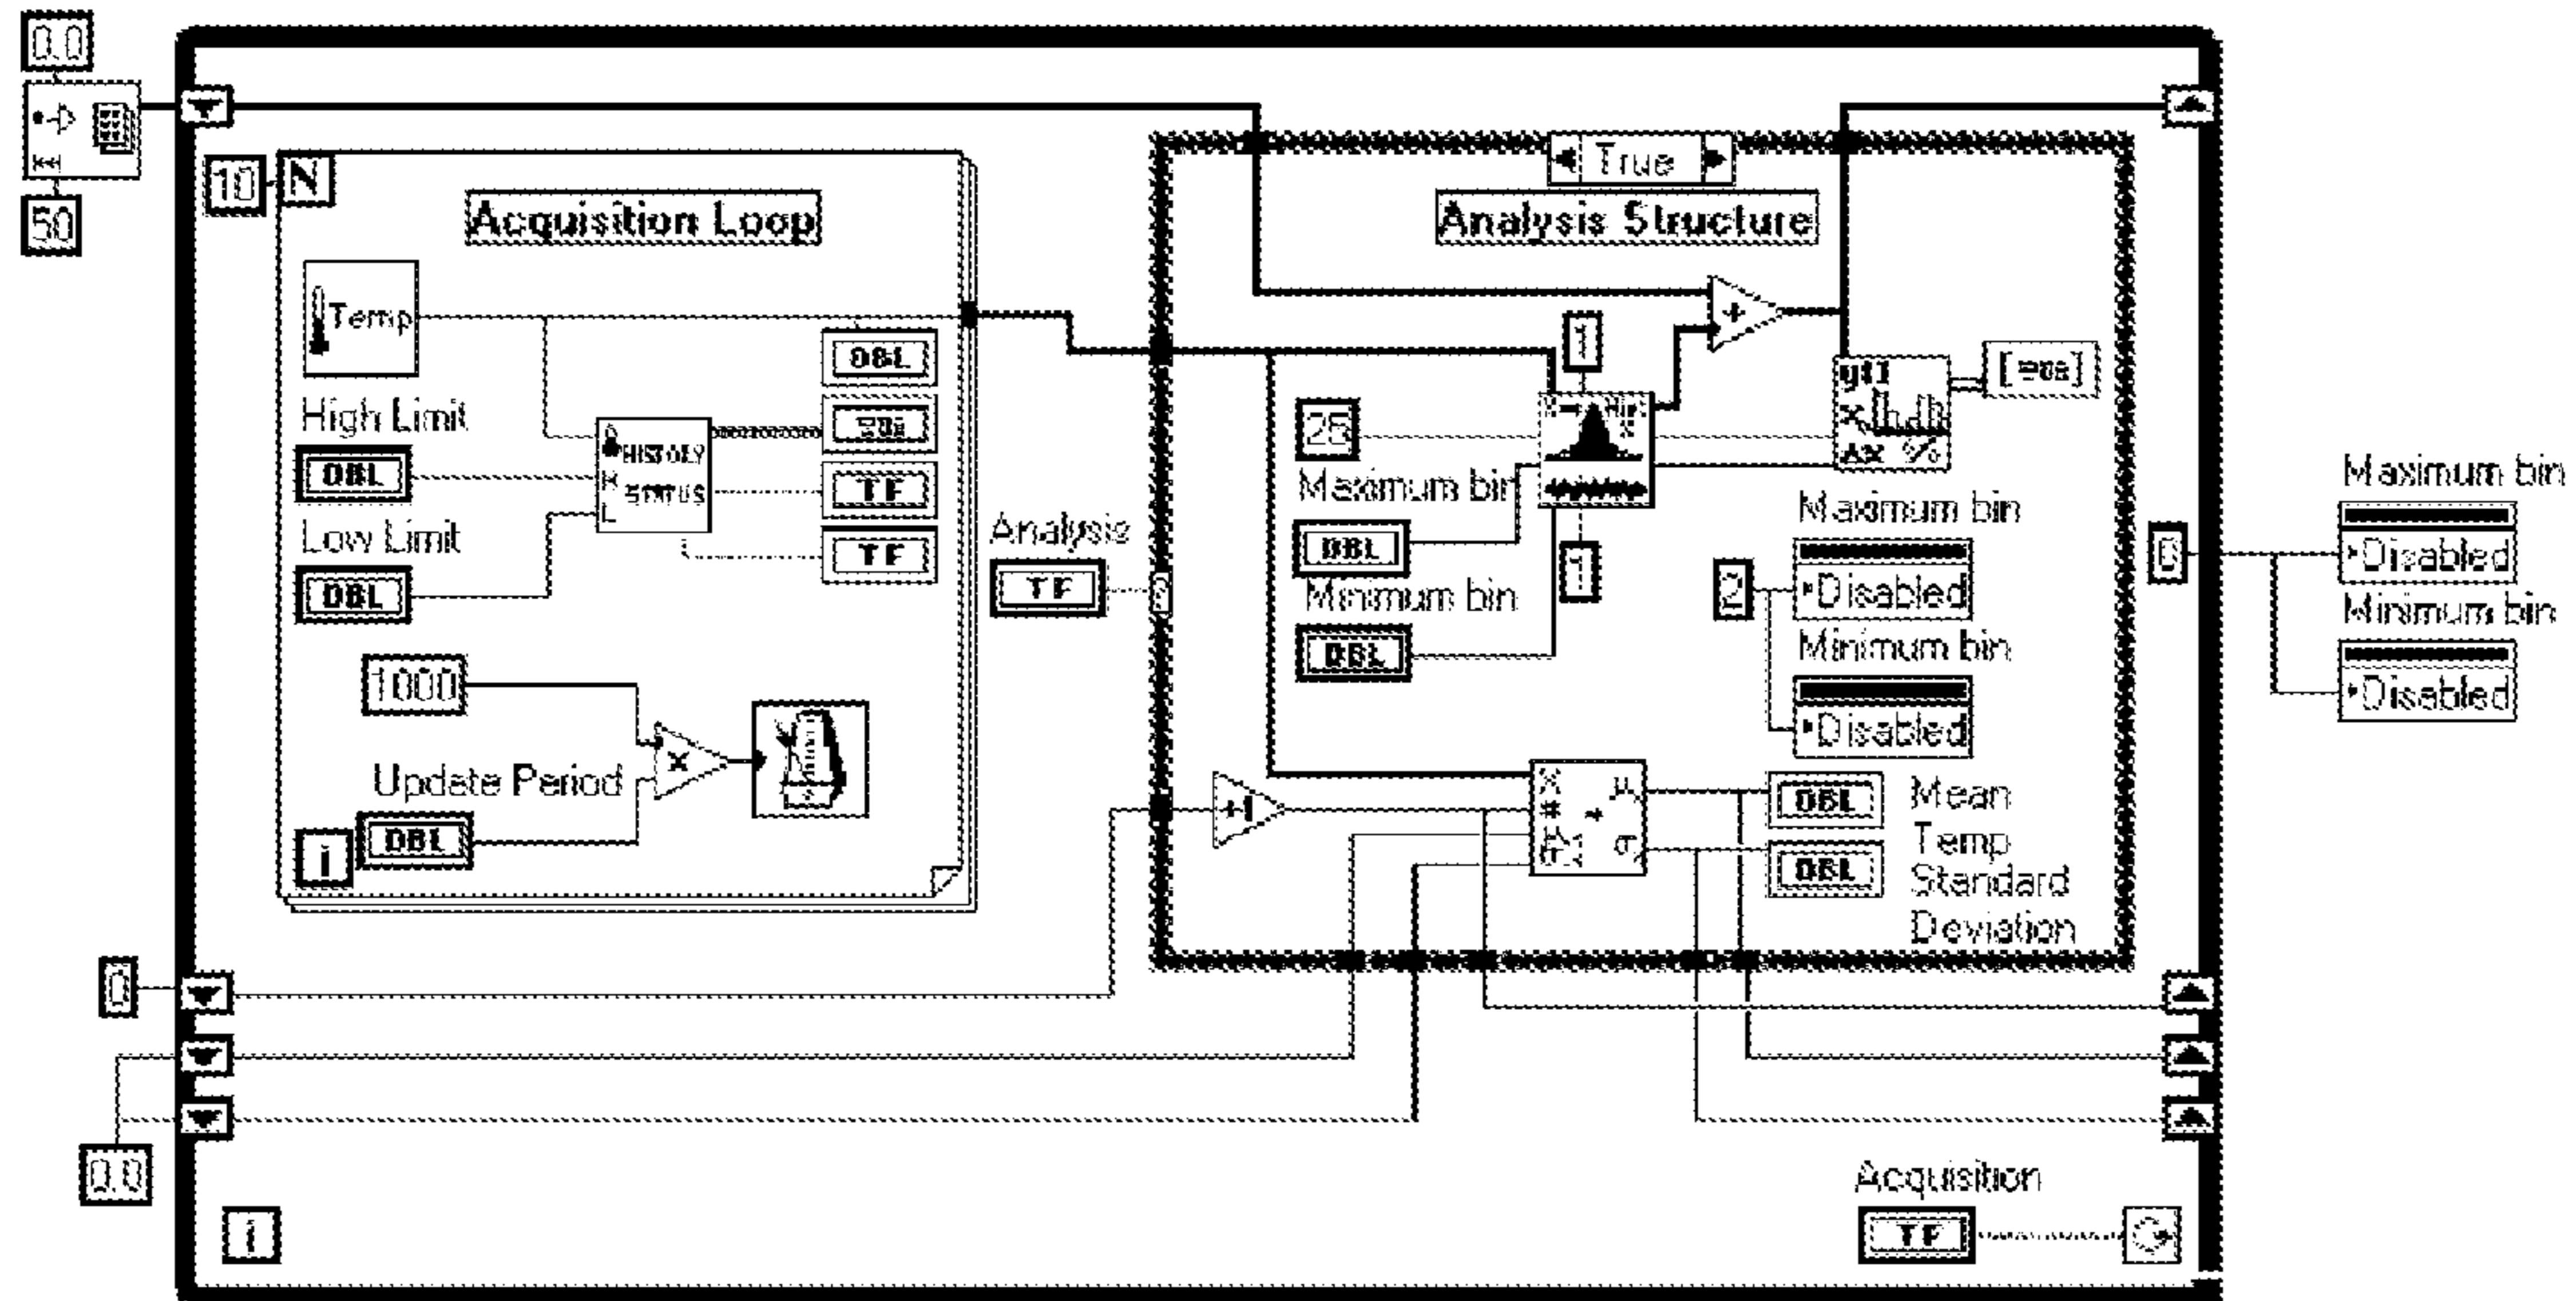 0.0
50
10
N
Acquisition Loop
Temp
High Limit
DBL
Low Limit
DBL
HISTORY
H STATUS
L
DBL
TF
TF
1000
Update Period
DBL
x
i
Analysis
TF
?
True
Analysis Structure
+
1
25
Maximum bin
DBL
Minimum bin
DBL
1
Maximum bin
2
Disabled
Minimum bin
Disabled
+1
X
#
μ
σ
DBL
Mean
Temp
DBL
Standard
Deviation
0
Maximum bin
Disabled
Minimum bin
Disabled
0
0.0
i
Acquisition
TF